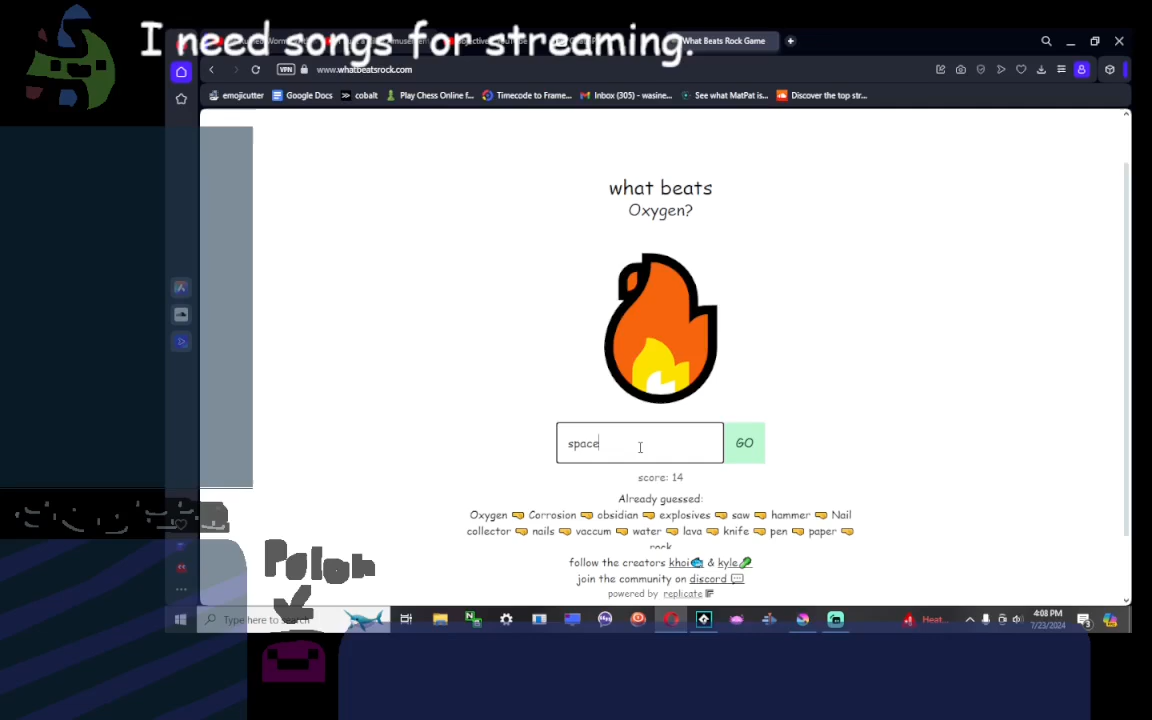 I need songs for streaming.
What Beats Rock Game
www.whatbeatsrock.com
VPN
emojicutter
Google Docs
cobalt
Play Chess Online f...
Timecode to Frame...
Inbox (305) - wasine...
See what MatPat is...
Discover the top str...
what beats
Oxygen?
space
GO
score: 14
Already guessed:
Oxygen 🤜 Corrosion 🤜 obsidian 🤜 explosives 🤜 saw 🤜 hammer 🤜 Nail
collector 🤜 nails 🤜 vaccum 🤜 water 🤜 lava 🤜 knife 🤜 pen 🤜 paper 🤜
rock
follow the creators khoi & kyle
join the community on discord
powered by replicate
Type here to search
Heat...
4:08 PM
7/23/2024